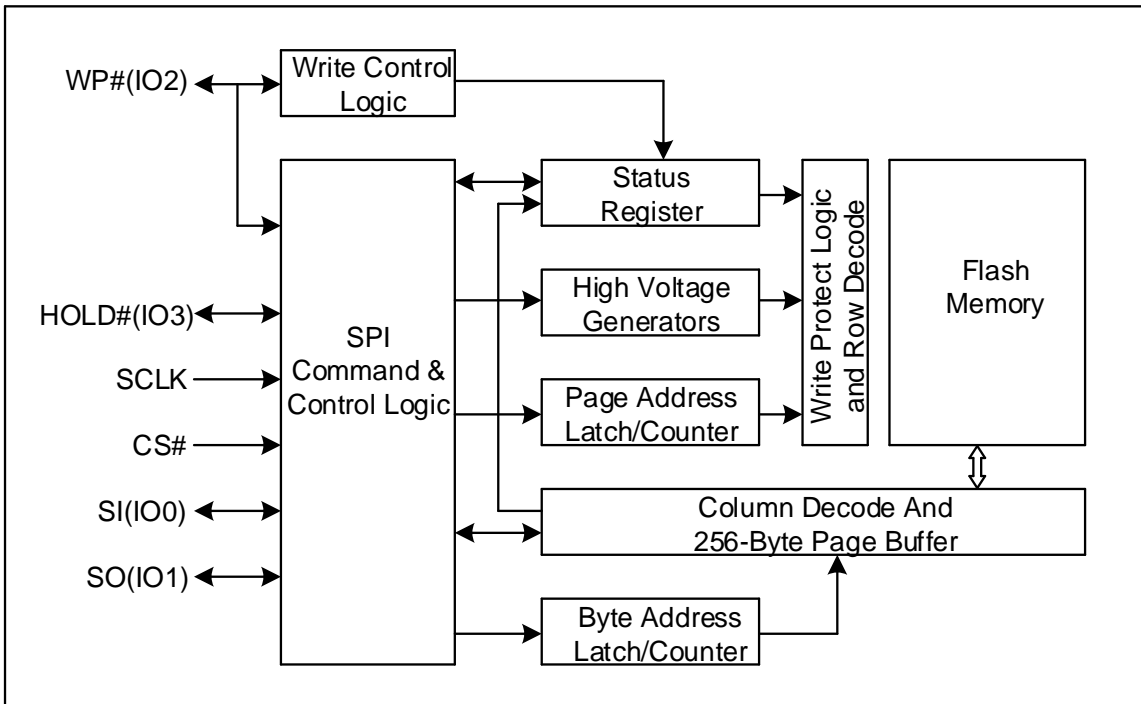 WP#(IO2)
Write Control
Logic
HOLD#(IO3)
SCLK
CS#
SI(IO0)
SO(IO1)
SPI
Command &
Control Logic
Status
Register
High Voltage
Generators
Page Address
Latch/Counter
Write Protect Logic
and Row Decode
Flash
Memory
Column Decode And
256-Byte Page Buffer
Byte Address
Latch/Counter